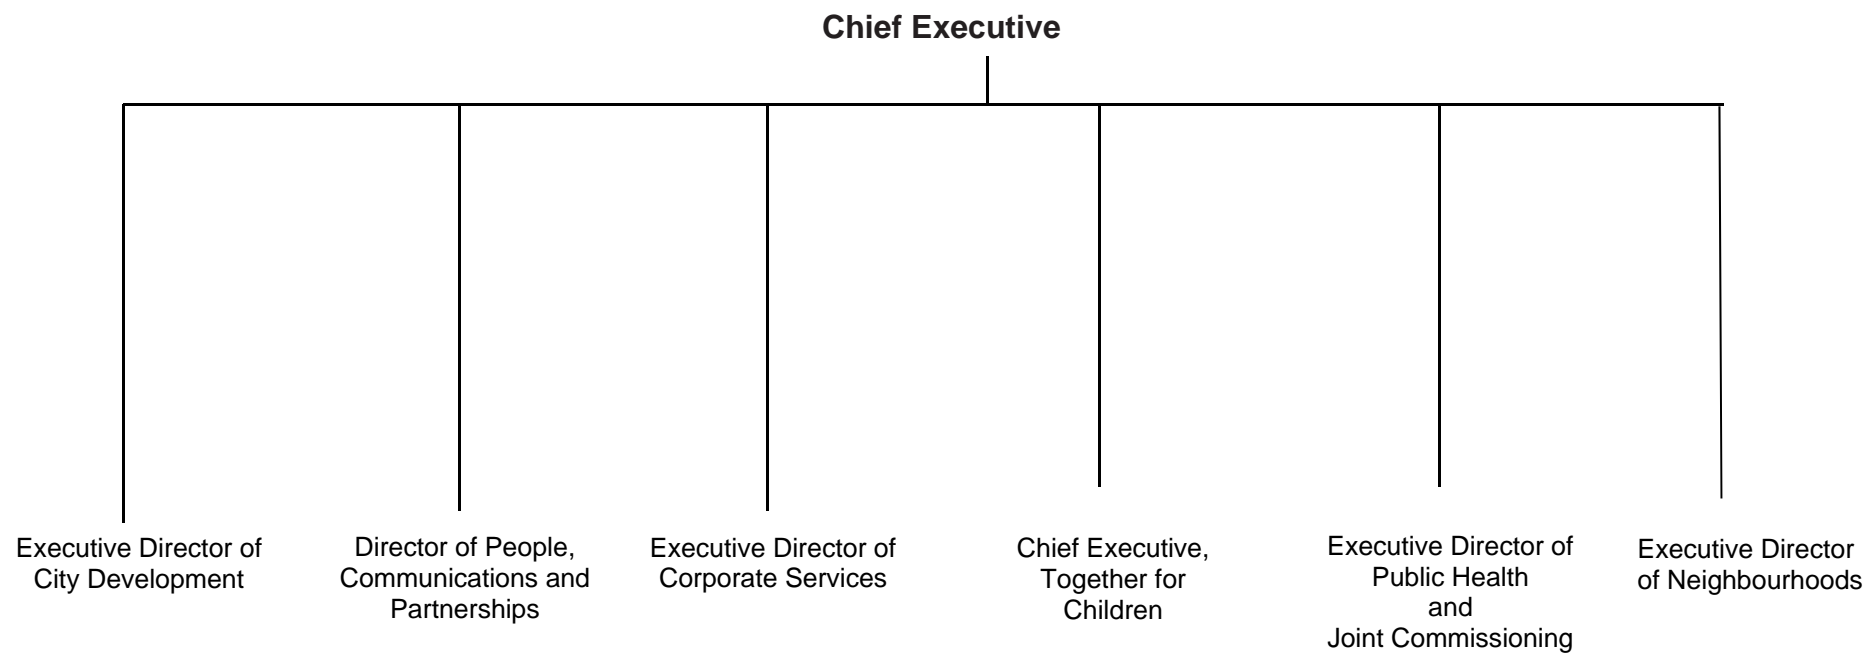 Chief Executive
Executive Director of
City Development
Director of People,
Communications and
Partnerships
Executive Director of
Corporate Services
Chief Executive,
Together for
Children
Executive Director of
Public Health
and
Joint Commissioning
Executive Director
of Neighbourhoods